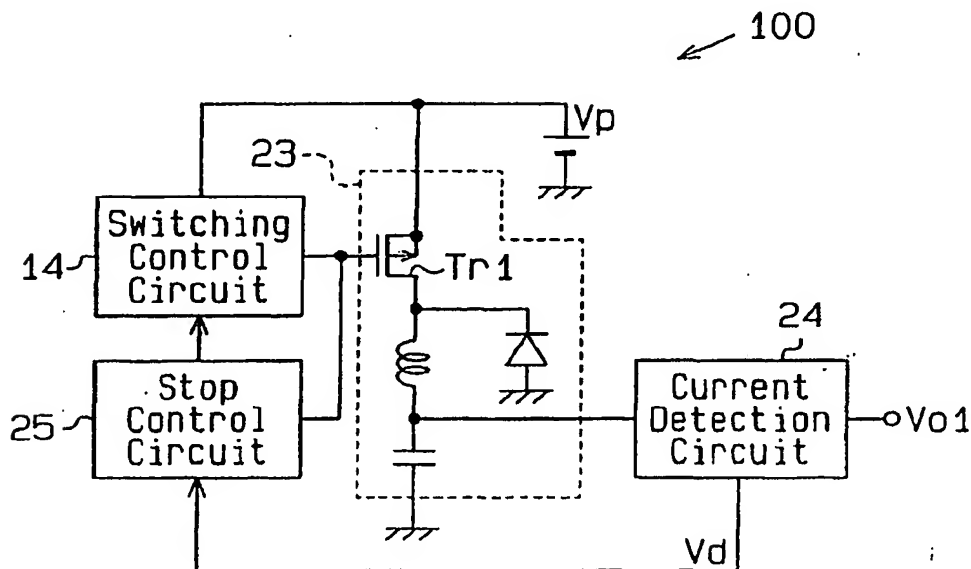 100
Vp
23
Switching
Control
Circuit
14
Tr1
24
Stop
Control
Circuit
25
Current
Detection
Circuit
Vo1
Vd